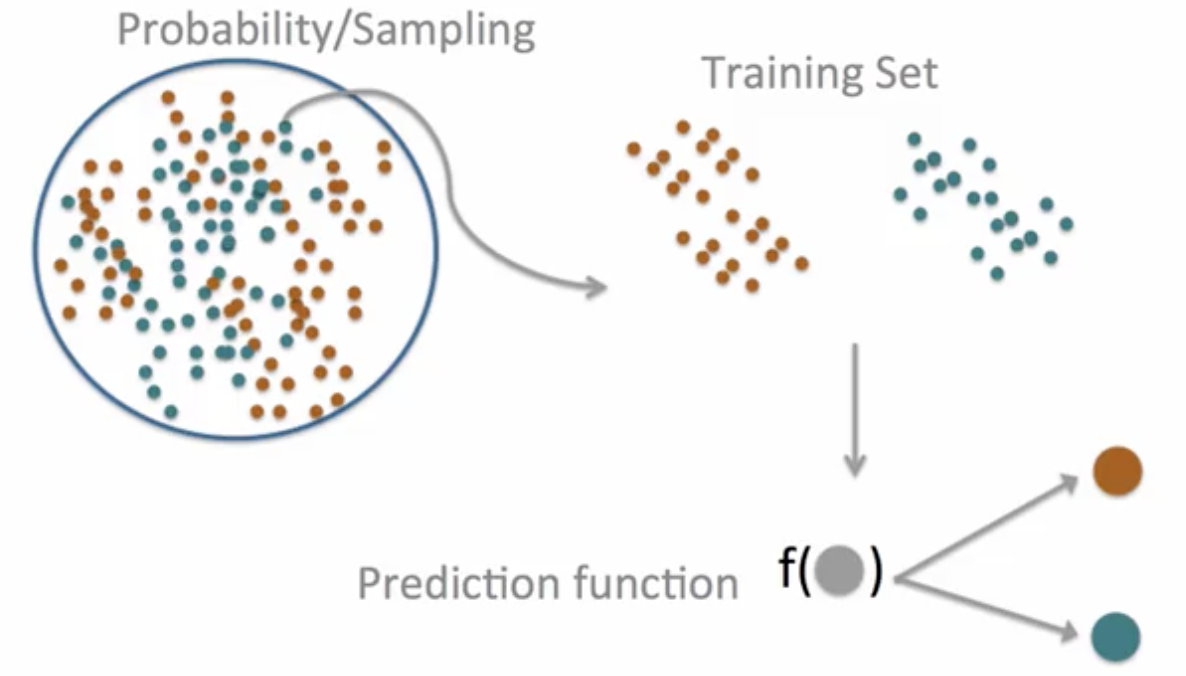 Probability/Sampling
Training Set
Prediction function f( )